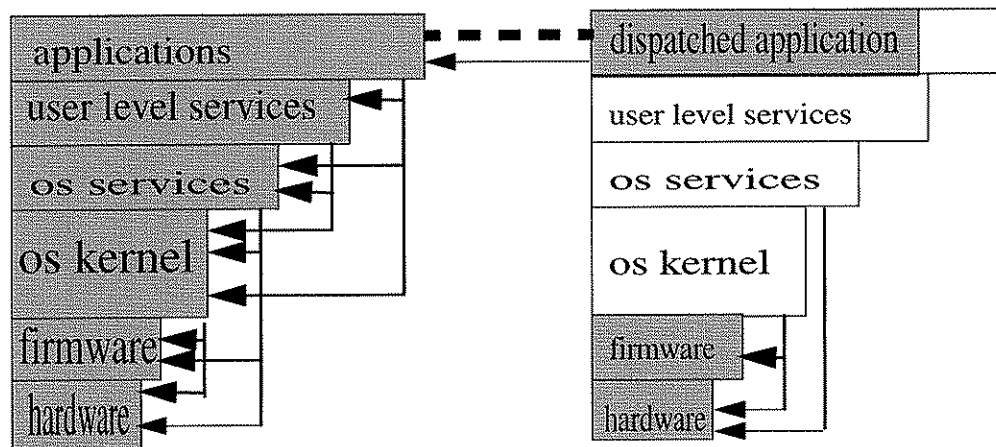 applications
user level services
os services
os kernel
firmware
hardware
dispatched application
user level services
os services
os kernel
firmware
hardware